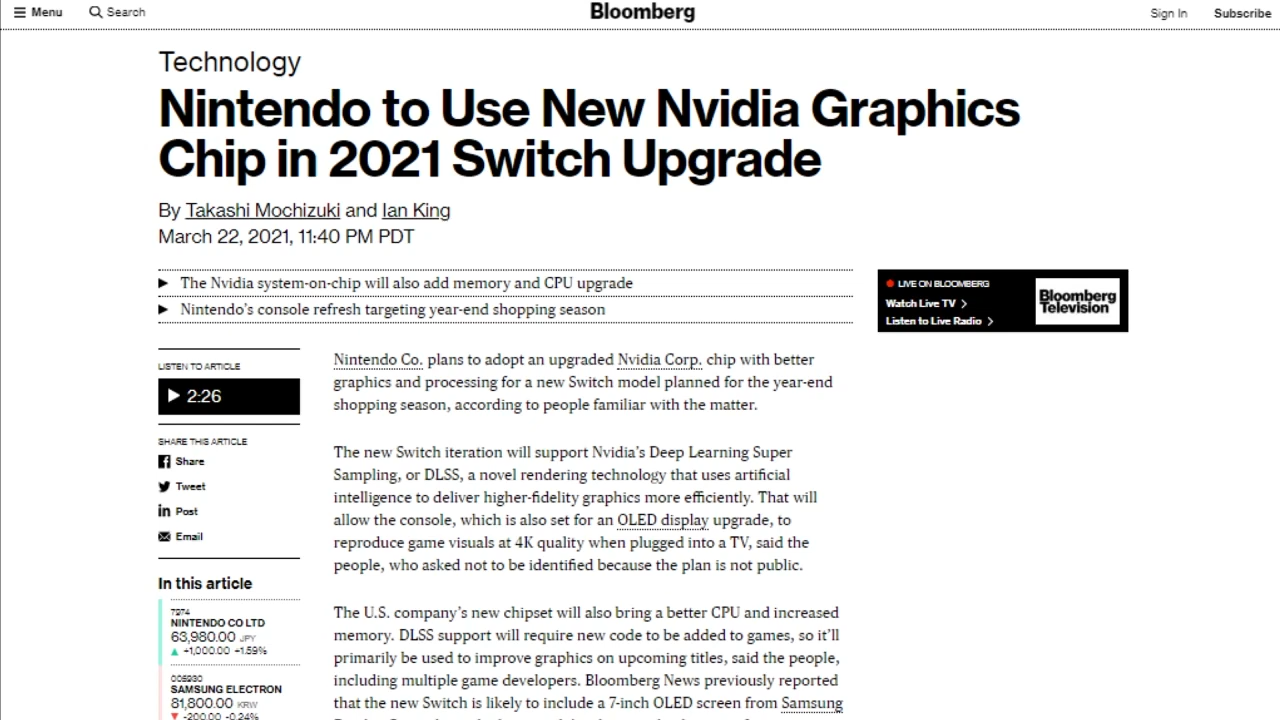 Menu
Search
Bloomberg
Sign In
Subscribe
Technology
Nintendo to Use New Nvidia Graphics
Chip in 2021 Switch Upgrade
By Takashi Mochizuki and Ian King
March 22, 2021, 11:40 PM PDT
The Nvidia system-on-chip will also add memory and CPU upgrade
Nintendo's console refresh targeting year-end shopping season
LIVE ON BLOOMBERG
Watch Live TV
Listen to Live Radio
Bloomberg
Television
LISTEN TO ARTICLE
2:26
SHARE THIS ARTICLE
Share
Tweet
Post
Email
In this article
7974
NINTENDO CO LTD
63,980.00 JPY
+1,000.00 +1.59%
005930
SAMSUNG ELECTRON
81,800.00 KRW
-200.00 -0.24%
Nintendo Co. plans to adopt an upgraded Nvidia Corp. chip with better
graphics and processing for a new Switch model planned for the year-end
shopping season, according to people familiar with the matter.
The new Switch iteration will support Nvidia's Deep Learning Super
Sampling, or DLSS, a novel rendering technology that uses artificial
intelligence to deliver higher-fidelity graphics more efficiently. That will
allow the console, which is also set for an OLED display upgrade, to
reproduce game visuals at 4K quality when plugged into a TV, said the
people, who asked not to be identified because the plan is not public.
The U.S. company's new chipset will also bring a better CPU and increased
memory. DLSS support will require new code to be added to games, so it'll
primarily be used to improve graphics on upcoming titles, said the people,
including multiple game developers. Bloomberg News previously reported
that the new Switch is likely to include a 7-inch OLED screen from Samsung